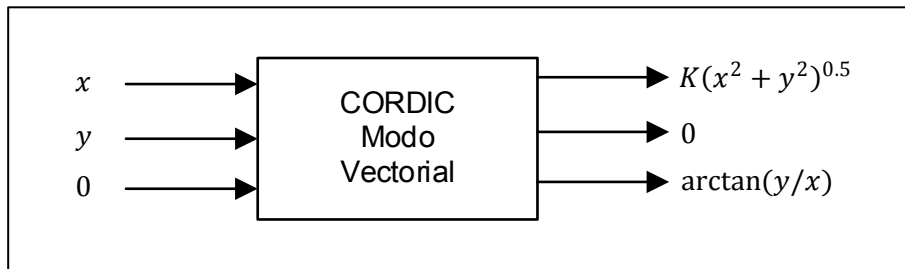 x
y
0
CORDIC
Modo
Vectorial
K(x² + y²)^0.5
0
arctan(y/x)